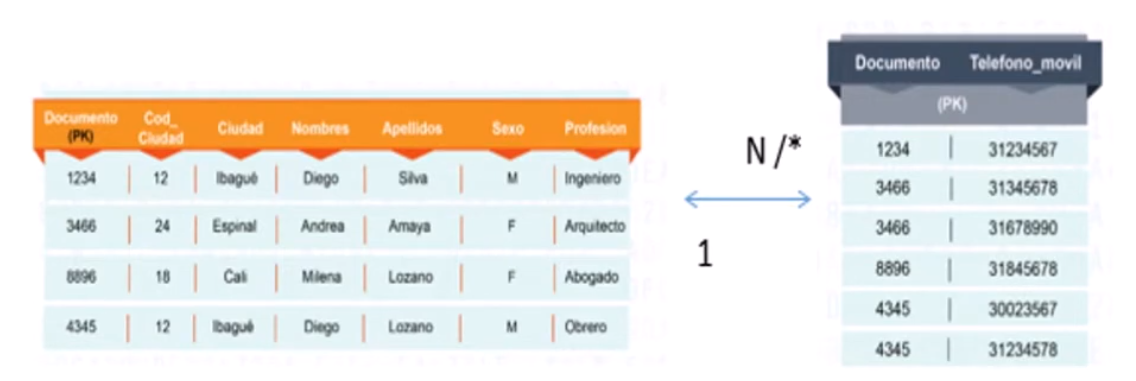 Documento (PK) Cod_Ciudad Ciudad Nombres Apellidos Sexo Profesion
1234 12 Ibagué Diego Silva M Ingeniero
3466 24 Espinal Andrea Amaya F Arquitecto
8896 18 Cali Milena Lozano F Abogado
4345 12 Ibagué Diego Lozano M Obrero
N/*
1
Documento Telefono_movil
(PK)
1234 31234567
3466 31345678
3466 31678990
8896 31845678
4345 30023567
4345 31234578